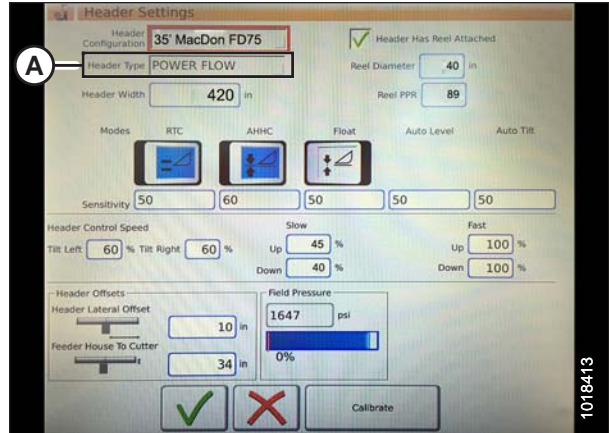 Header Settings
Header Configuration 35' MacDon FD75 Header Has Reel Attached
A Header Type POWER FLOW Reel Diameter 40 in
Header Width 420 in Reel PPR 89
Modes RTC AHHC Float Auto Level Auto Tilt
Sensitivity 50 60 50 50 50
Header Control Speed Slow Fast
Tilt Left 60 % Tilt Right 60 % Up 45 % Up 100 %
Down 40 % Down 100 %
Header Offsets Field Pressure
Header Lateral Offset 1647 psi
10 in
Feeder House To Cutter 0%
34 in
Calibrate
1018413